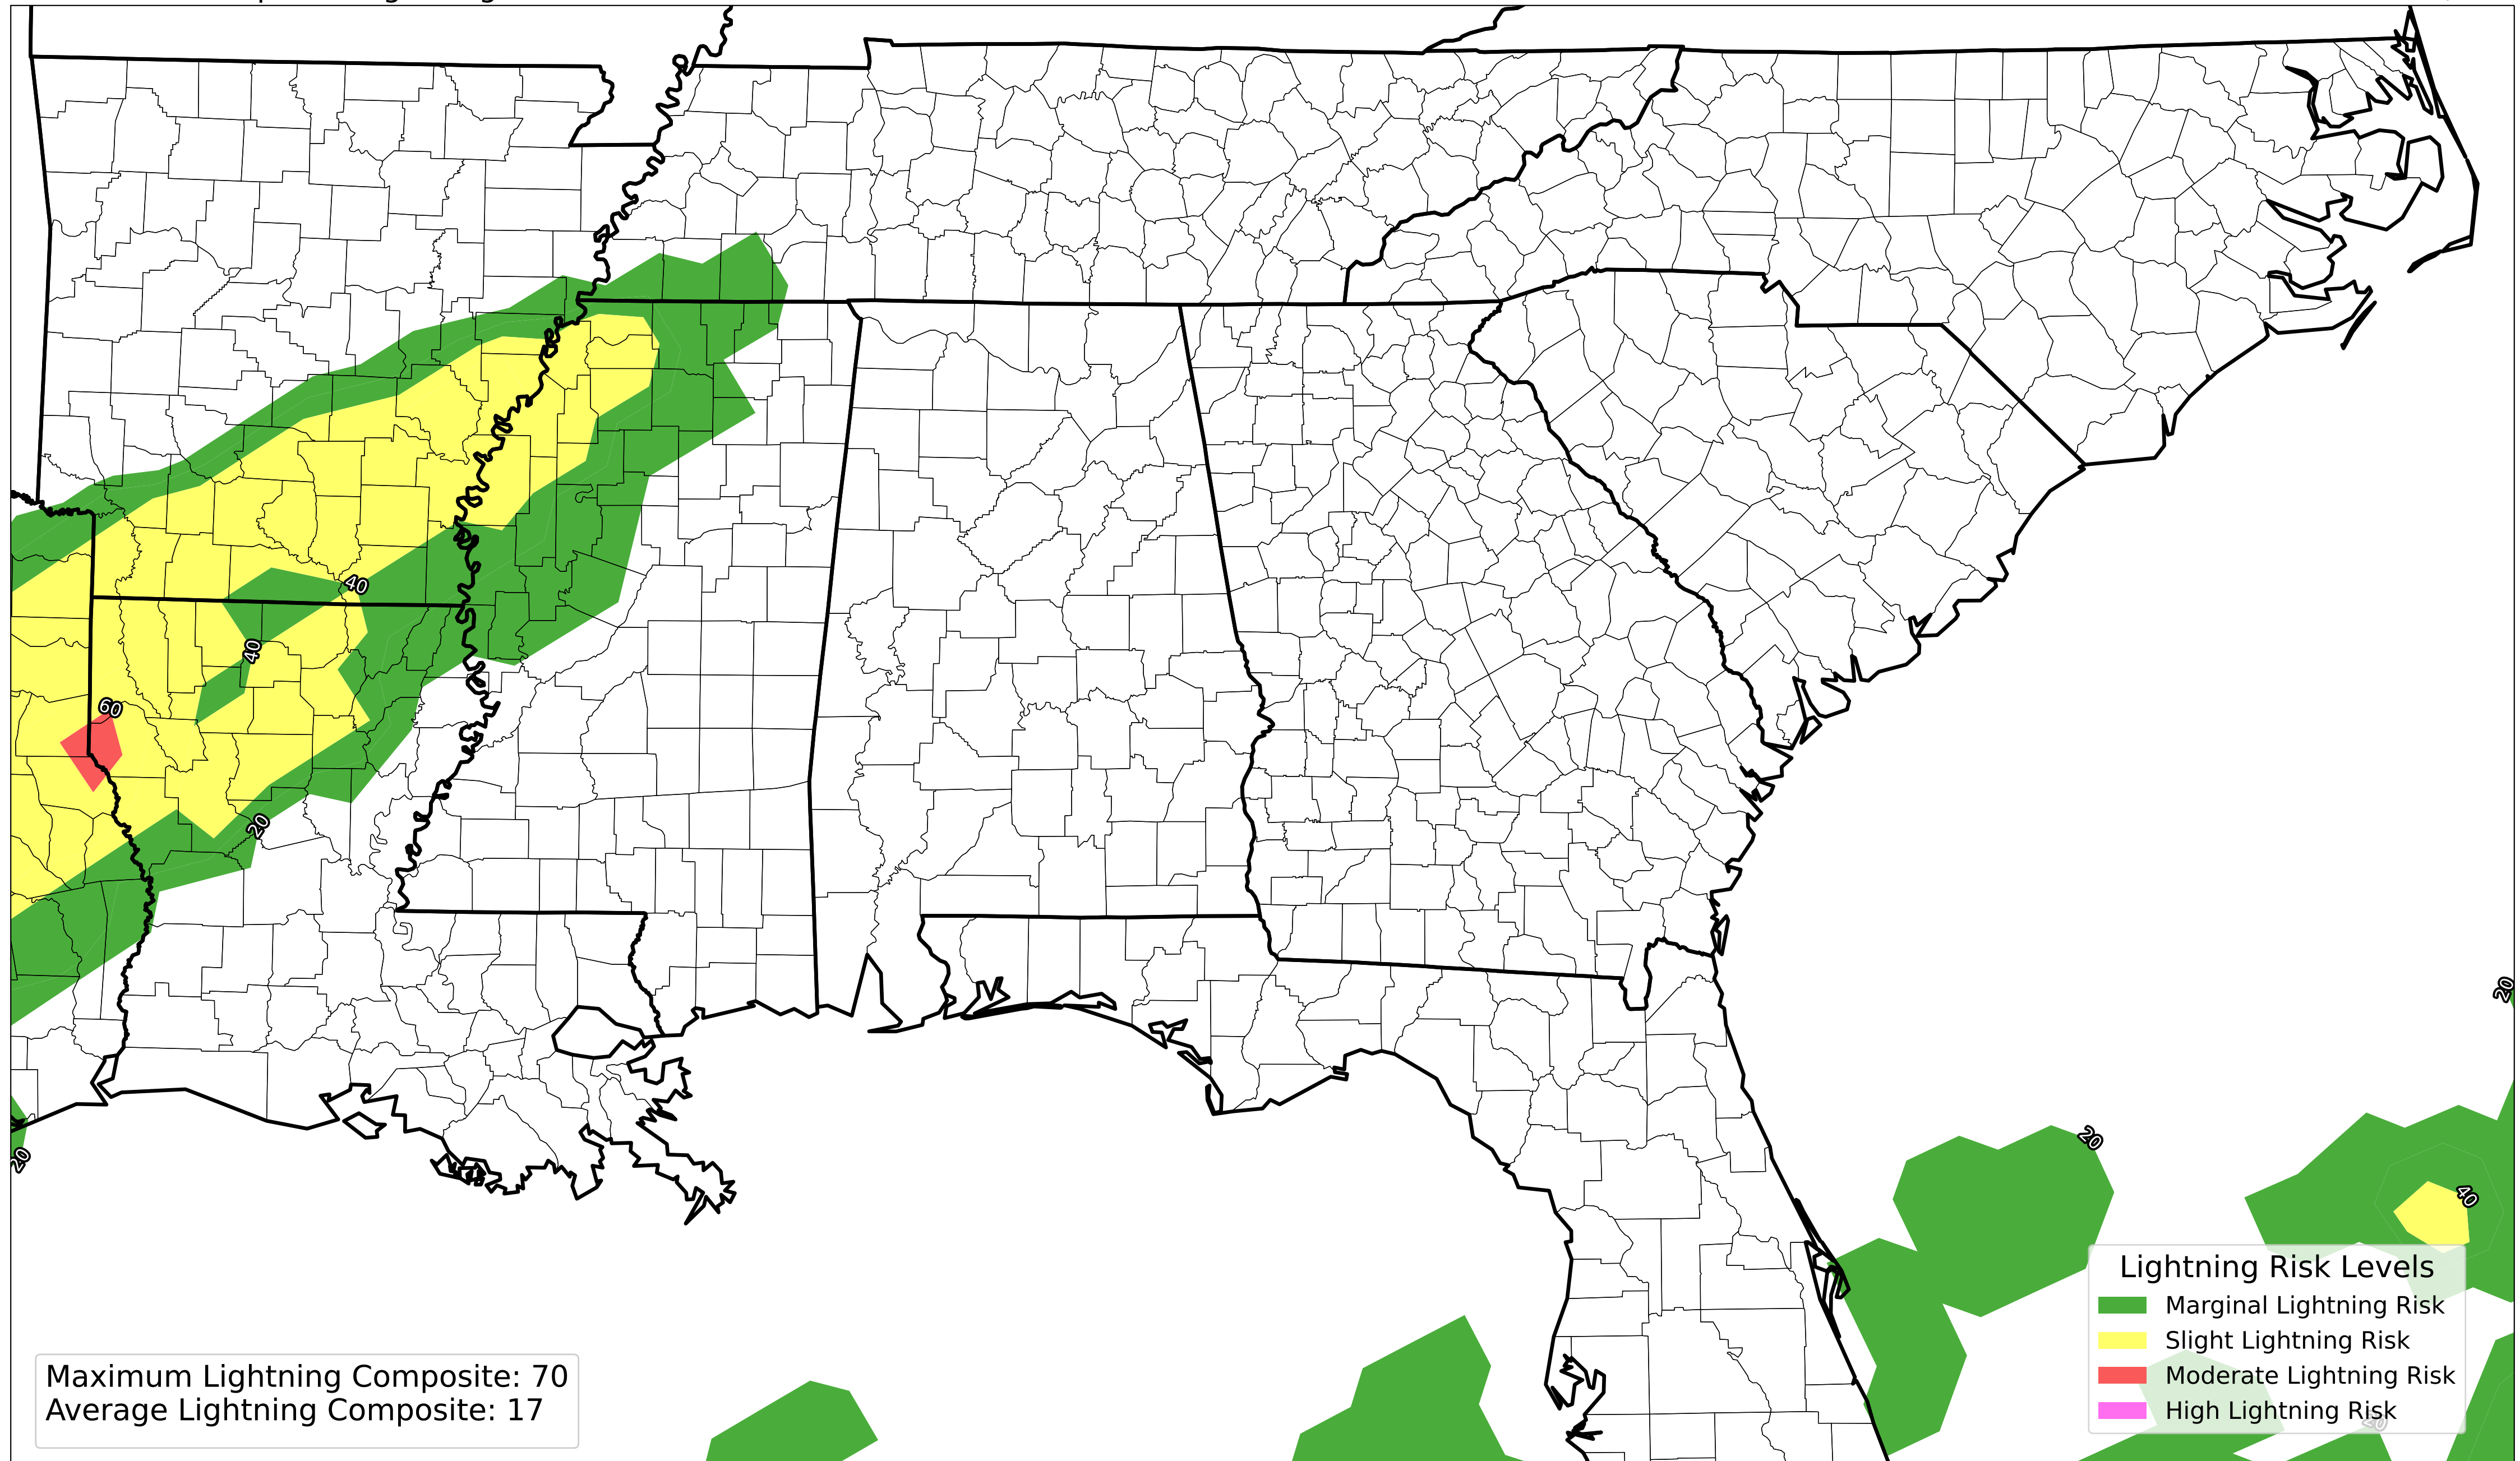 40
40
60
20
20
20
20
40
Lightning Risk Levels
Marginal Lightning Risk
Slight Lightning Risk
Moderate Lightning Risk
High Lightning Risk
20
Maximum Lightning Composite: 70
Average Lightning Composite: 17